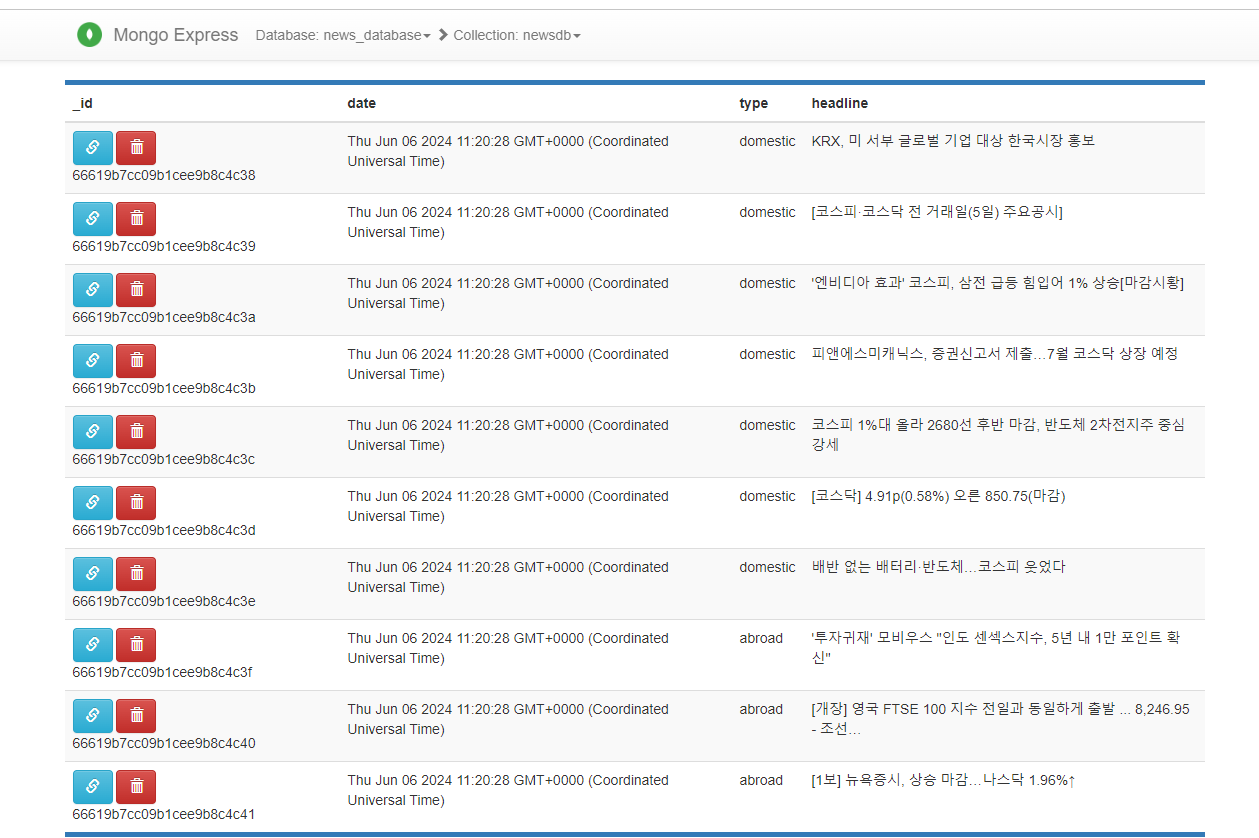 Mongo Express Database: news_database Collection: newsdb
_id date type headline
Thu Jun 06 2024 11:20:28 GMT+0000 (Coordinated domestic KRX, 미 서부 글로벌 기업 대상 한국시장 홍보
Universal Time)
66619b7cc09b1cee9b8c4c38
Thu Jun 06 2024 11:20:28 GMT+0000 (Coordinated domestic [코스피·코스닥 전 거래일(5일) 주요공시]
Universal Time)
66619b7cc09b1cee9b8c4c39
Thu Jun 06 2024 11:20:28 GMT+0000 (Coordinated domestic '엔비디아 효과' 코스피, 삼전 급등 힘입어 1% 상승[마감시황]
Universal Time)
66619b7cc09b1cee9b8c4c3a
Thu Jun 06 2024 11:20:28 GMT+0000 (Coordinated domestic 피앤에스미캐닉스, 증권신고서 제출…7월 코스닥 상장 예정
Universal Time)
66619b7cc09b1cee9b8c4c3b
Thu Jun 06 2024 11:20:28 GMT+0000 (Coordinated domestic 코스피 1%대 올라 2680선 후반 마감, 반도체 2차전지주 중심
Universal Time) 강세
66619b7cc09b1cee9b8c4c3c
Thu Jun 06 2024 11:20:28 GMT+0000 (Coordinated domestic [코스닥] 4.91p(0.58%) 오른 850.75(마감)
Universal Time)
66619b7cc09b1cee9b8c4c3d
Thu Jun 06 2024 11:20:28 GMT+0000 (Coordinated domestic 배반 없는 배터리·반도체…코스피 웃었다
Universal Time)
66619b7cc09b1cee9b8c4c3e
Thu Jun 06 2024 11:20:28 GMT+0000 (Coordinated abroad '투자귀재' 모비우스 "인도 센섹스지수, 5년 내 1만 포인트 확
Universal Time) 신"
66619b7cc09b1cee9b8c4c3f
Thu Jun 06 2024 11:20:28 GMT+0000 (Coordinated abroad [개장] 영국 FTSE 100 지수 전일과 동일하게 출발 ... 8,246.95
Universal Time) - 조선…
66619b7cc09b1cee9b8c4c40
Thu Jun 06 2024 11:20:28 GMT+0000 (Coordinated abroad [1보] 뉴욕증시, 상승 마감…나스닥 1.96%↑
Universal Time)
66619b7cc09b1cee9b8c4c41